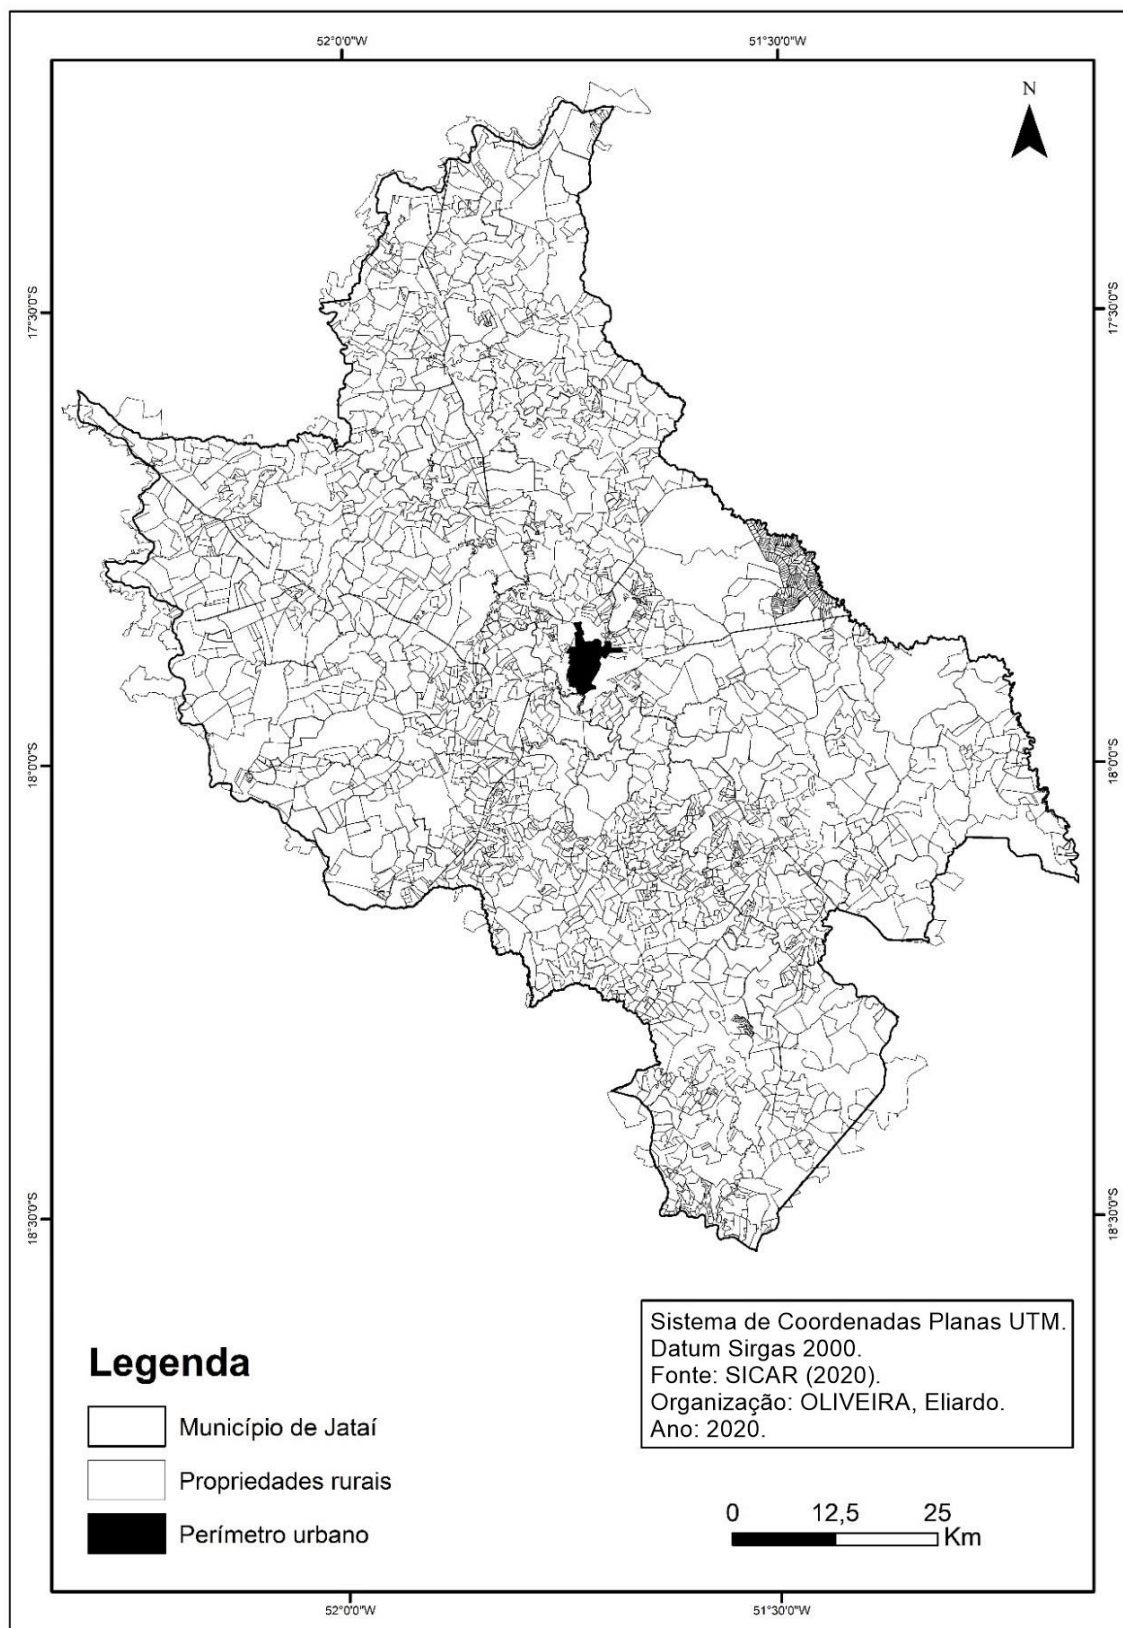 52°0'0"W
51°30'0"W
N
17°30'0"S
17°30'0"S
18°0'0"S
18°0'0"S
18°30'0"S
18°30'0"S
Sistema de Coordenadas Planas UTM.
Datum Sirgas 2000.
Fonte: SICAR (2020).
Organização: OLIVEIRA, Eliardo.
Ano: 2020.
Legenda
Município de Jataí
Propriedades rurais
Perímetro urbano
0 12,5 25
Km
52°0'0"W
51°30'0"W